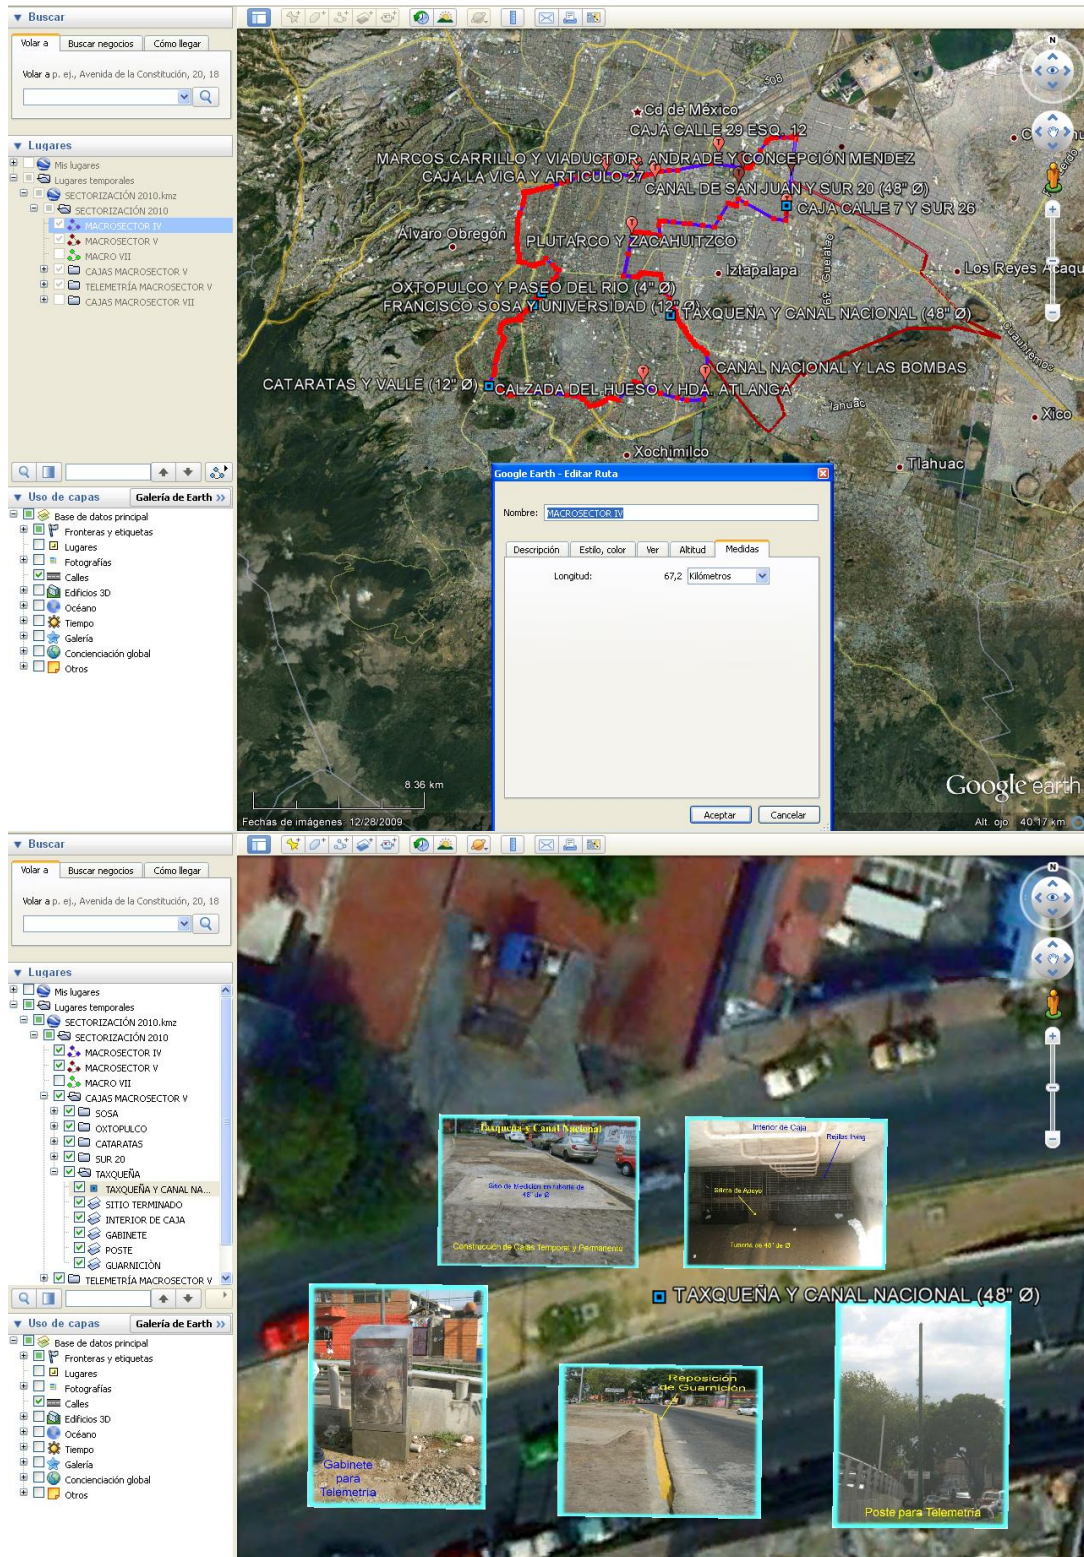 Buscar
Volar a
Buscar negocios
Cómo llegar
Volar a p. ej., Avenida de la Constitución, 20, 18
Lugares
Mis lugares
Lugares temporales
SECTORIZACIÓN 2010.kmz
SECTORIZACIÓN 2010
MACROSECTOR IV
MACROSECTOR V
MACRO VII
CAJAS MACROSECTOR V
TELEMETRÍA MACROSECTOR V
CAJAS MACROSECTOR VII
Uso de capas
Galería de Earth >>
Base de datos principal
Fronteras y etiquetas
Lugares
Fotografías
Calles
Edificios 3D
Océano
Tiempo
Galería
Concienciación global
Otros
N
Cd de México
CAJA CALLE 29 ESQ. 12
MARCOS CARRILLO Y VIADUCTO
R. ANDRADE Y CONCEPCIÓN MENDEZ
CAJA LA VIGA Y ARTICULO 27
CANAL DE SAN JUAN Y SUR 20 (48" Ø)
CAJA CALLE 7 Y SUR 26
Álvaro Obregón
PLUTARCO Y ZACAHUITZCO
Iztapalapa
Los Reyes Acaqu
OXTOPULCO Y PASEO DEL RIO (4" Ø)
FRANCISCO SOSA Y UNIVERSIDAD (12" Ø)
TAXQUEÑA Y CANAL NACIONAL (48" Ø)
Cuauhtemoc
CANAL NACIONAL Y LAS BOMBAS
CATARATAS Y VALLE (12" Ø)
CALZADA DEL HUESO Y HDA. ATLANGA
Xico
Xochimilco
Tlahuac
Google Earth - Editar Ruta
Nombre:
MACROSECTOR IV
Descripción
Estilo, color
Ver
Altitud
Medidas
Longitud:
67,2
Kilómetros
Aceptar
Cancelar
8.36 km
Fechas de imágenes: 12/28/2009
Google earth
Alt. ojo 40.17 km
Buscar
Volar a
Buscar negocios
Cómo llegar
Volar a p. ej., Avenida de la Constitución, 20, 18
Lugares
Mis lugares
Lugares temporales
SECTORIZACIÓN 2010.kmz
SECTORIZACIÓN 2010
MACROSECTOR IV
MACROSECTOR V
MACRO VII
CAJAS MACROSECTOR V
SOSA
OXTOPULCO
CATARATAS
SUR 20
TAXQUEÑA
TAXQUEÑA Y CANAL NA...
SITIO TERMINADO
INTERIOR DE CAJA
GABINETE
POSTE
GUARNICIÓN
TELEMETRÍA MACROSECTOR V
Uso de capas
Galería de Earth >>
Base de datos principal
Fronteras y etiquetas
Lugares
Fotografías
Calles
Edificios 3D
Océano
Tiempo
Galería
Concienciación global
Otros
N
Taxqueña y Canal Nacional
Sitio de Medición en tubería de
48" de Ø
Construcción de Cajas Temporal y Permanente
Interior de Caja
Rejillas Irving
Silleta de Apoyo
Tubería de 48" de Ø
TAXQUEÑA Y CANAL NACIONAL (48" Ø)
Gabinete
para
Telemetria
Reposición
de Guarnición
Poste para Telemetría